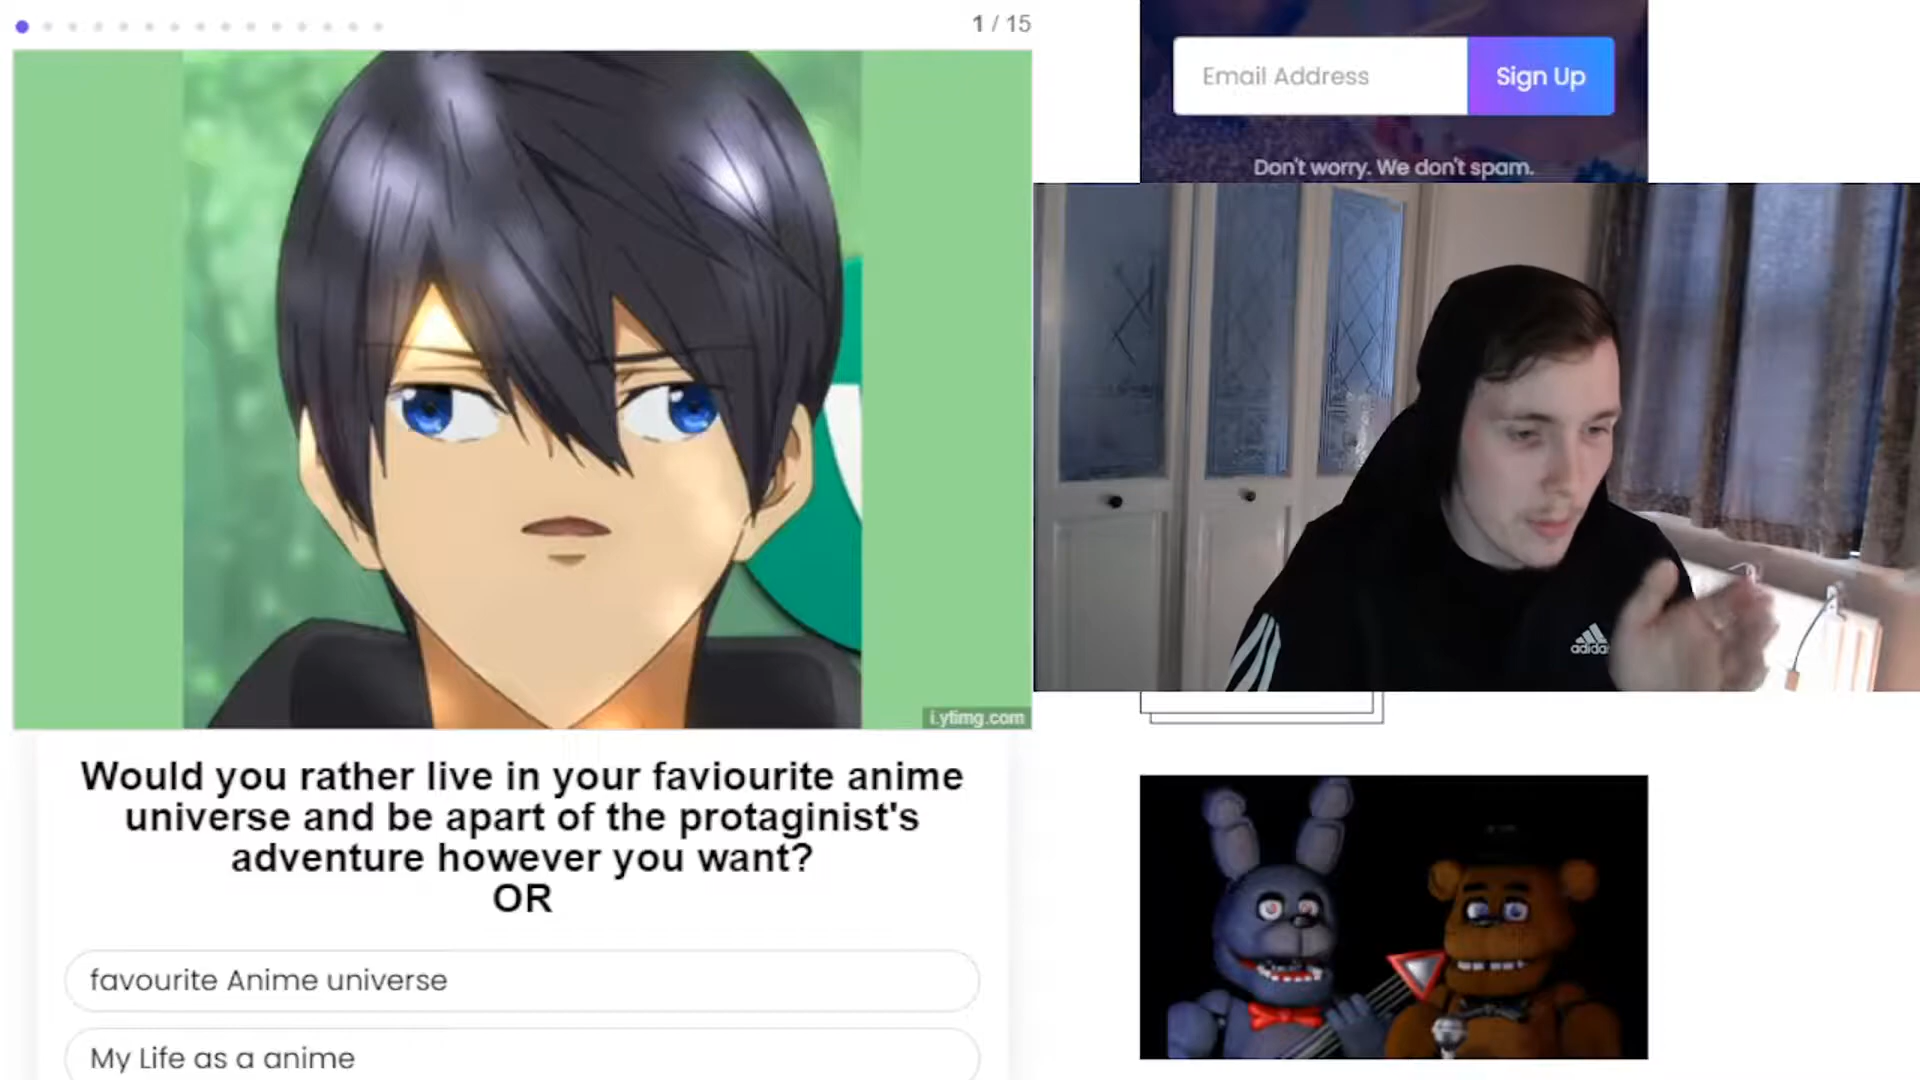 1 / 15
Email Address
Sign Up
Don't worry. We don't spam.
adidas
i.ytimg.com
Would you rather live in your faviourite anime
universe and be apart of the protaginist's
adventure however you want?
OR
favourite Anime universe
My Life as a anime